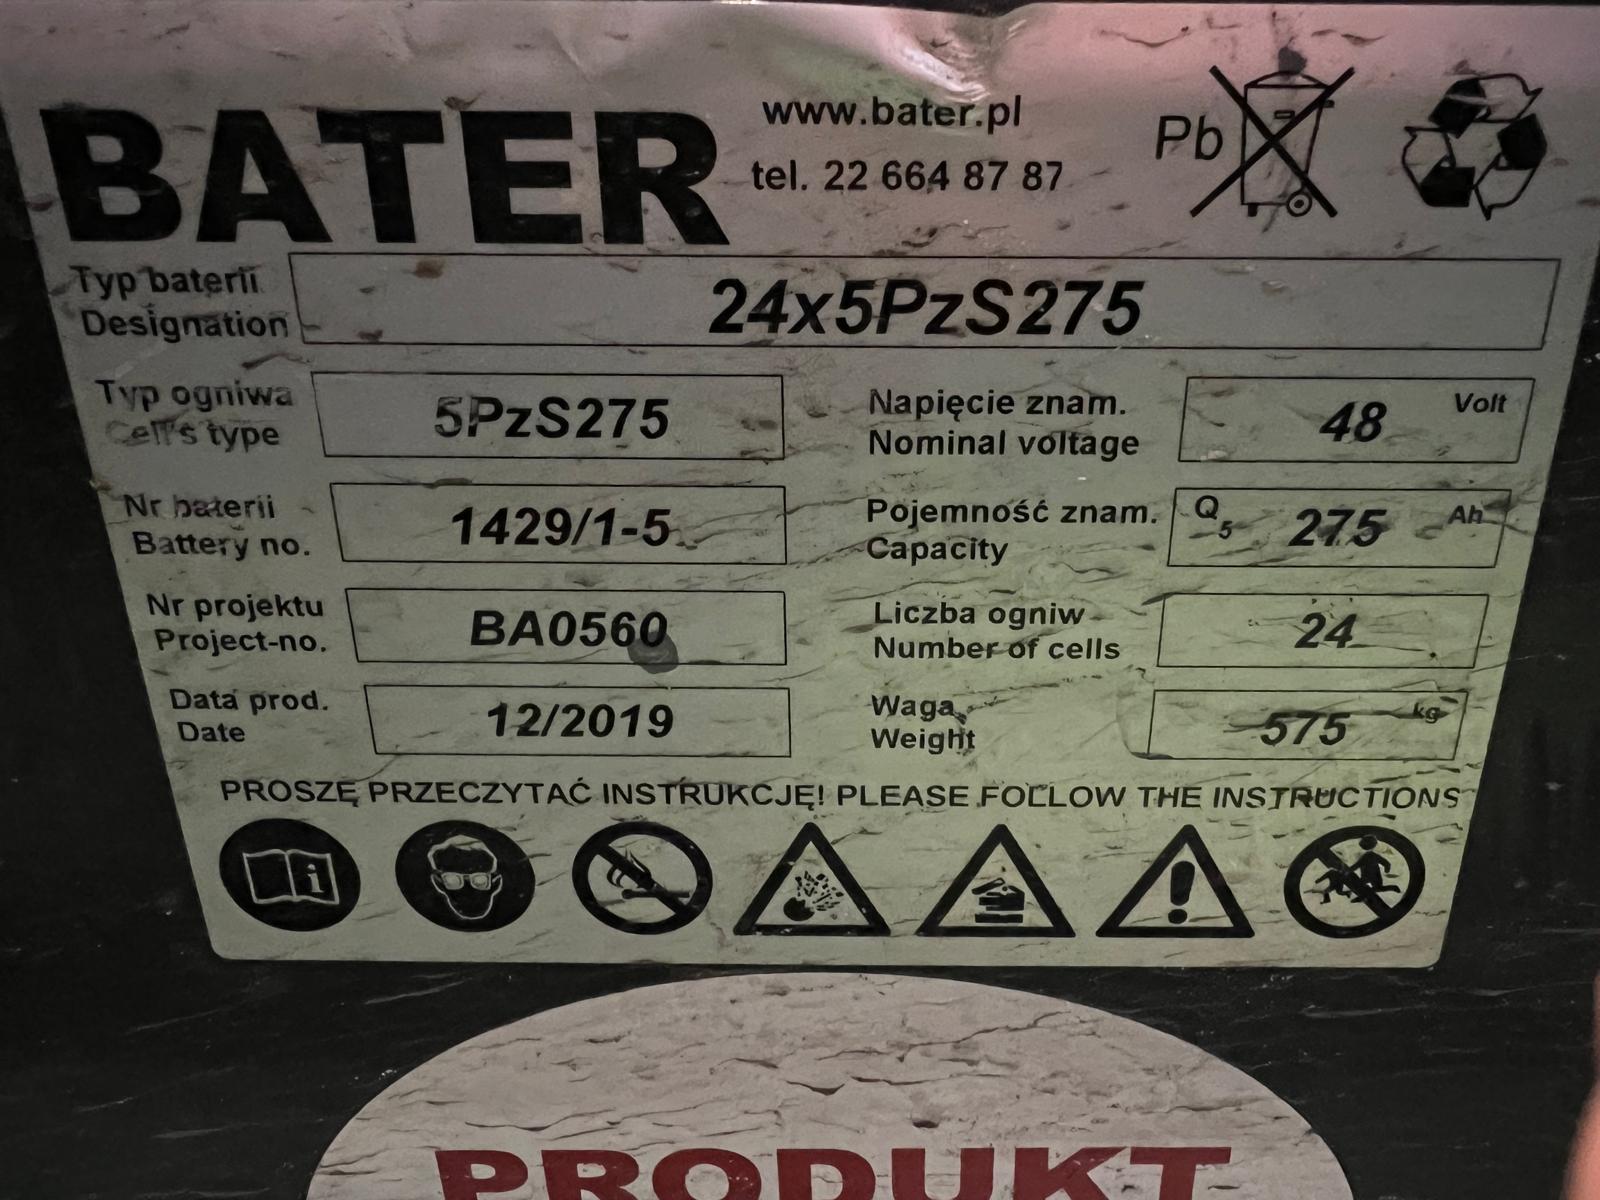 BATER
www.bater.pl
tel. 22 664 87 87
Pb
Typ baterii
Designation
24x5PzS275
Typ ogniwa
Cell's type
5PzS275
Napięcie znam.
Nominal voltage
48 Volt
Nr baterii
Battery no.
1429/1-5
Pojemność znam.
Capacity
Q5 275 Ah
Nr projektu
Project-no.
BA0560
Liczba ogniw
Number of cells
24
Data prod.
Date
12/2019
Waga
Weight
575 kg
PROSZĘ PRZECZYTAĆ INSTRUKCJĘ! PLEASE FOLLOW THE INSTRUCTIONS
i
PRODUKT